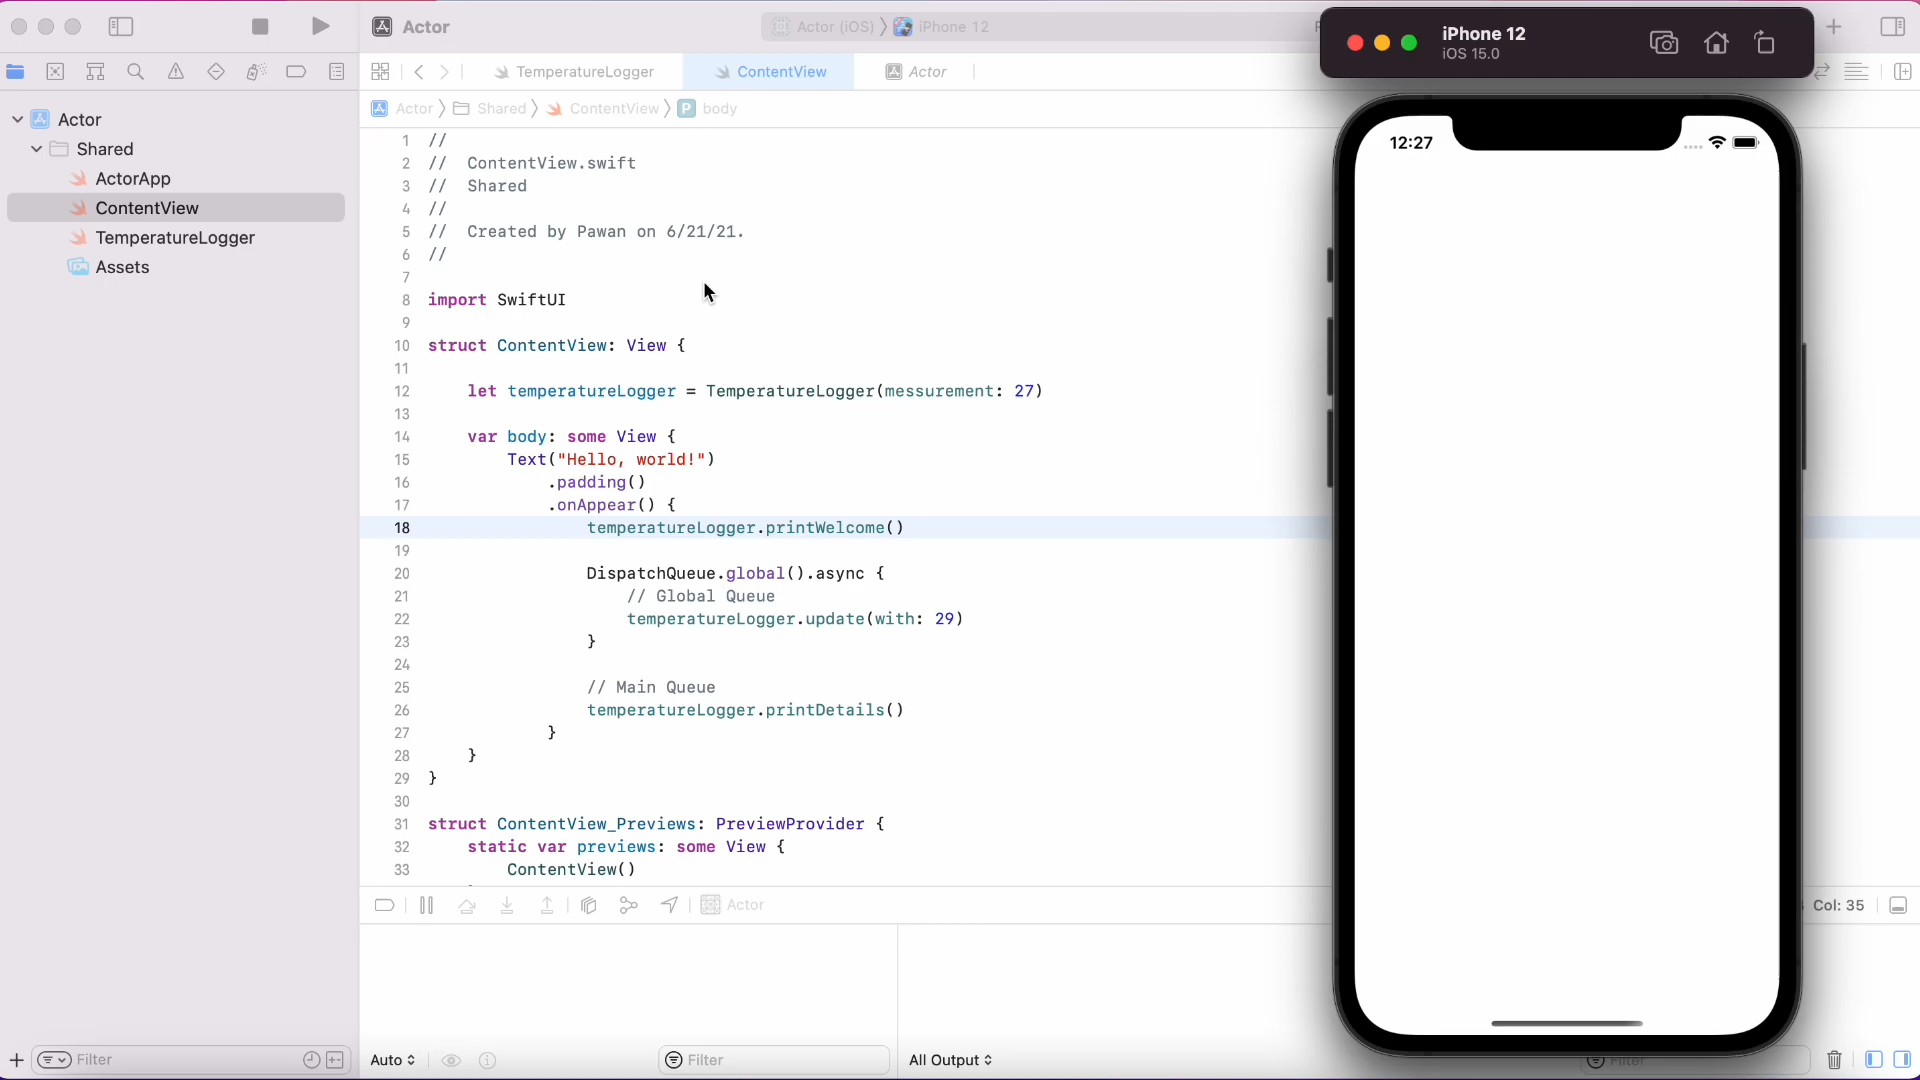 Actor
Actor (iOS) 〉 iPhone 12
iPhone 12
iOS 15.0
TemperatureLogger
ContentView
Actor
Actor 〉 Shared 〉 ContentView 〉 P body
Actor
Shared
ActorApp
ContentView
TemperatureLogger
Assets
12:27
1 //
2 //  ContentView.swift
3 //  Shared
4 //
5 //  Created by Pawan on 6/21/21.
6 //
7
8 import SwiftUI
9
10 struct ContentView: View {
11
12     let temperatureLogger = TemperatureLogger(messurement: 27)
13
14     var body: some View {
15         Text("Hello, world!")
16             .padding()
17             .onAppear() {
18                 temperatureLogger.printWelcome()
19
20                 DispatchQueue.global().async {
21                     // Global Queue
22                     temperatureLogger.update(with: 29)
23                 }
24
25                 // Main Queue
26                 temperatureLogger.printDetails()
27             }
28     }
29 }
30
31 struct ContentView_Previews: PreviewProvider {
32     static var previews: some View {
33         ContentView()
Actor
Col: 35
Filter
Auto
Filter
All Output
Filter